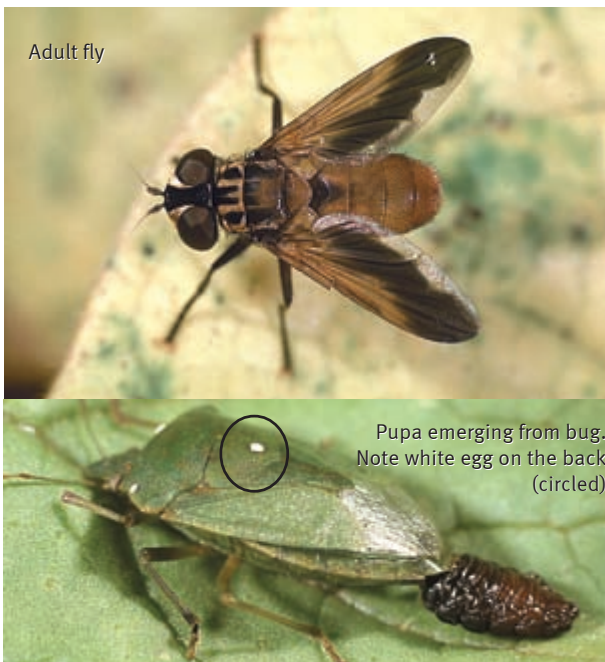 Adult fly
Pupa emerging from bug.
Note white egg on the back
(circled)